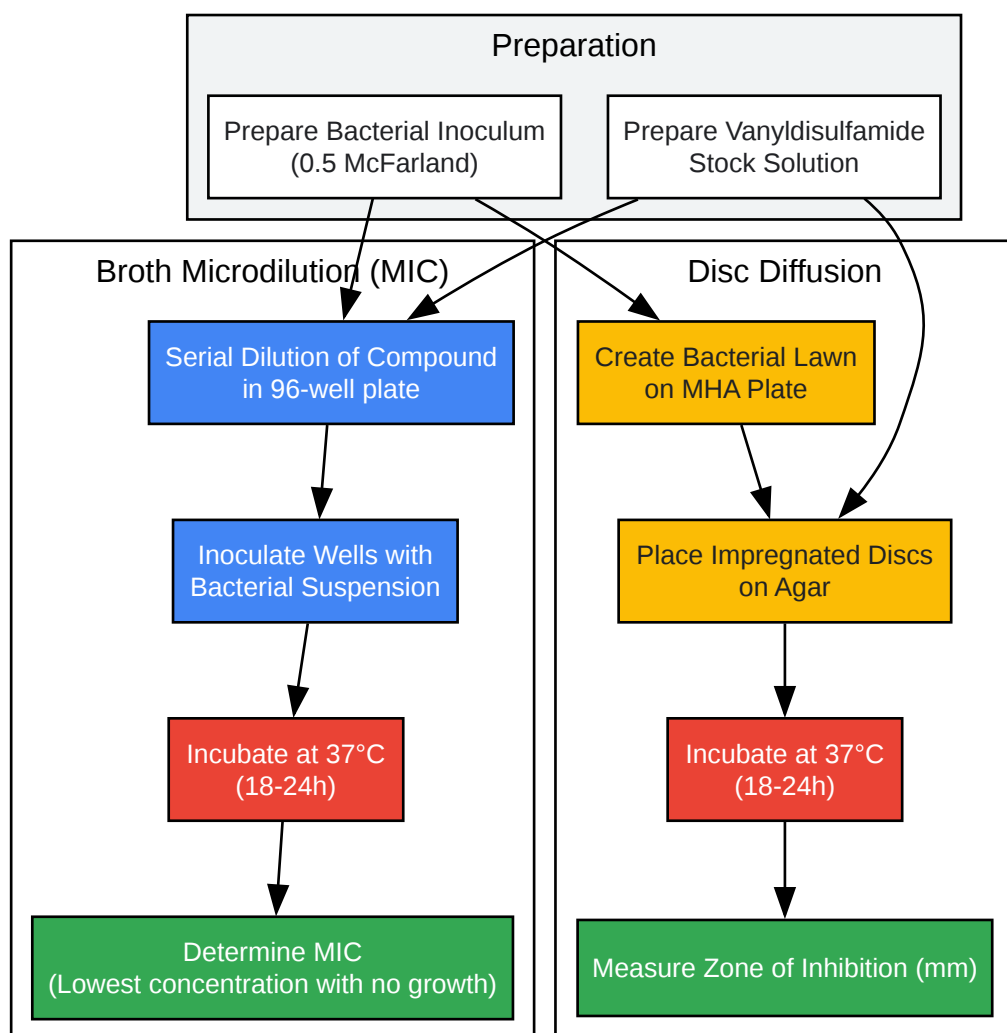 Preparation
Prepare Bacterial Inoculum
(0.5 McFarland)
Prepare Vanyldisulfamide
Stock Solution
Broth Microdilution (MIC)
Serial Dilution of Compound
in 96-well plate
Inoculate Wells with
Bacterial Suspension
Incubate at 37°C
(18-24h)
Determine MIC
(Lowest concentration with no growth)
Disc Diffusion
Create Bacterial Lawn
on MHA Plate
Place Impregnated Discs
on Agar
Incubate at 37°C
(18-24h)
Measure Zone of Inhibition (mm)